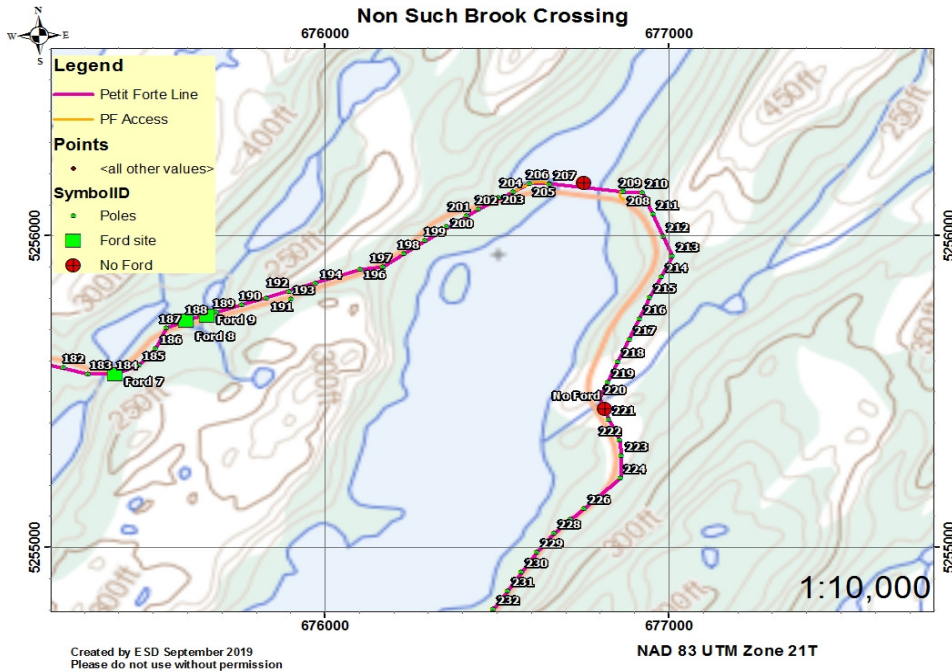 Non Such Brook Crossing
N
W E
S
676000 677000
Legend
Petit Forte Line
PF Access
Points
<all other values>
SymbolID
Poles
Ford site
No Ford
400ft
450ft
250ft
300ft
204 206 207
205
209 210
208
201 202 203
211
200
212
199
198
213
197
196
214
194
215
192 193
216
190 191
189
217
188 Ford 9
187
218
Ford 8
186
219
185
220
182 183 184
Ford 7
No Ford 221
222
223
224
226
228
229
230
231
232
250ft
300ft
300ft
300ft
400ft
5256000 5256000
5255000 5255000
1:10,000
676000 677000
Created by ESD September 2019
Please do not use without permission
NAD 83 UTM Zone 21T